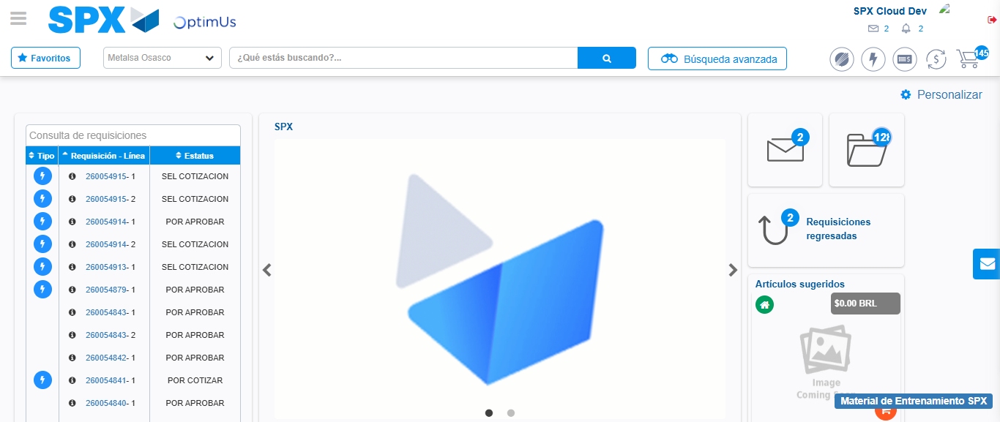 SPX OptimUs
SPX Cloud Dev
2 2
Favoritos
Metalsa Osasco
¿Qué estás buscando?...
Búsqueda avanzada
145
Personalizar
Consulta de requisiciones
Tipo Requisición - Línea Estatus
260054915- 1 SEL COTIZACION
260054915- 2 SEL COTIZACION
260054914- 1 POR APROBAR
260054914- 2 SEL COTIZACION
260054913- 1 SEL COTIZACION
260054879- 1 POR APROBAR
260054843- 1 POR APROBAR
260054843- 2 POR APROBAR
260054842- 1 POR APROBAR
260054841- 1 POR COTIZAR
260054840- 1 POR APROBAR
SPX
2
2
Requisiciones
regresadas
Artículos sugeridos
$0.00 BRL
Image
Coming
Material de Entrenamiento SPX